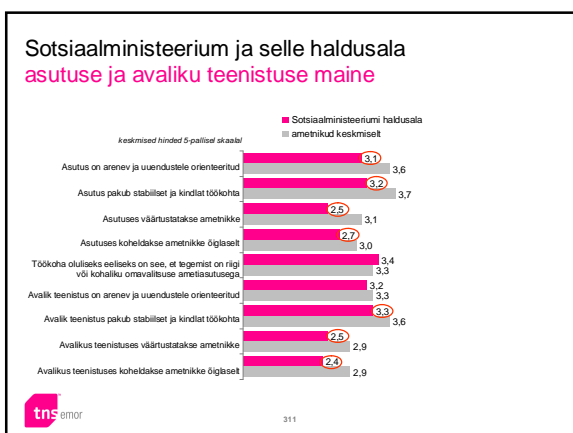 Sotsiaalministeerium ja selle haldusala
asutuse ja avaliku teenistuse maine
Sotsiaalministeeriumi haldusala
ametnikud keskmiselt
keskmised hinded 5-pallisel skaalal
Asutus on arenev ja uuendustele orienteeritud
3,1
3,6
Asutus pakub stabiilset ja kindlat töökohta
3,2
3,7
Asutuses väärtustatakse ametnikke
2,5
3,1
Asutuses koheldakse ametnikke õiglaselt
2,7
3,0
Töökoha oluliseks eeliseks on see, et tegemist on riigi
või kohaliku omavalitsuse ametiasutusega
3,4
3,3
Avalik teenistus on arenev ja uuendustele orienteeritud
3,2
3,3
Avalik teenistus pakub stabiilset ja kindlat töökohta
3,3
3,6
Avalikus teenistuses väärtustatakse ametnikke
2,5
2,9
Avalikus teenistuses koheldakse ametnikke õiglaselt
2,4
2,9
tns emor
311